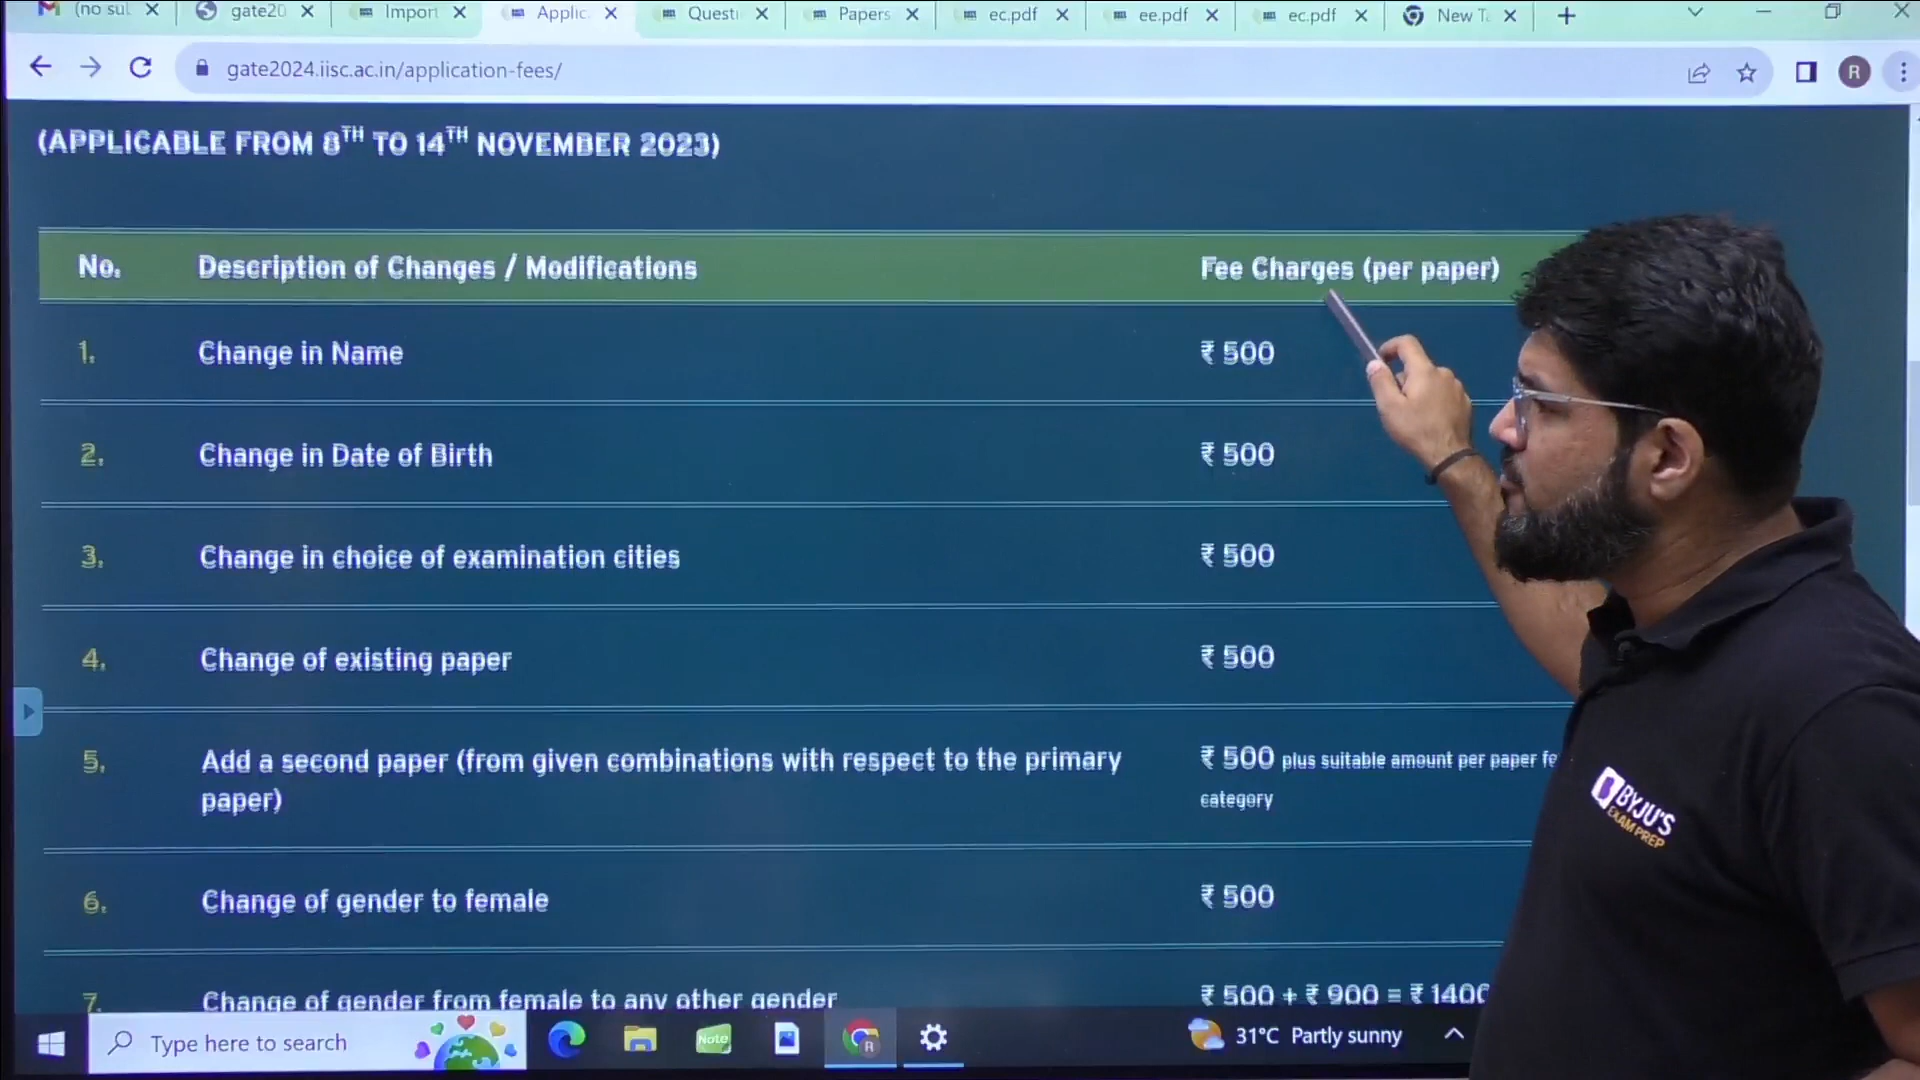 (no sul
gate20
Import
Applic
Questi
Papers
ec.pdf
ee.pdf
ec.pdf
New T
gate2024.iisc.ac.in/application-fees/
R
(APPLICABLE FROM 8TH TO 14TH NOVEMBER 2023)
No. Description of Changes / Modifications Fee Charges (per paper)
1. Change in Name ₹ 500
2. Change in Date of Birth ₹ 500
3. Change in choice of examination cities ₹ 500
4. Change of existing paper ₹ 500
5. Add a second paper (from given combinations with respect to the primary ₹ 500 plus suitable amount per paper fe
paper) category
6. Change of gender to female ₹ 500
7. Change of gender from female to any other gender ₹ 500 + ₹ 900 = ₹ 1400
BYJU'S
EXAM PREP
Type here to search
Note
R
31°C Partly sunny